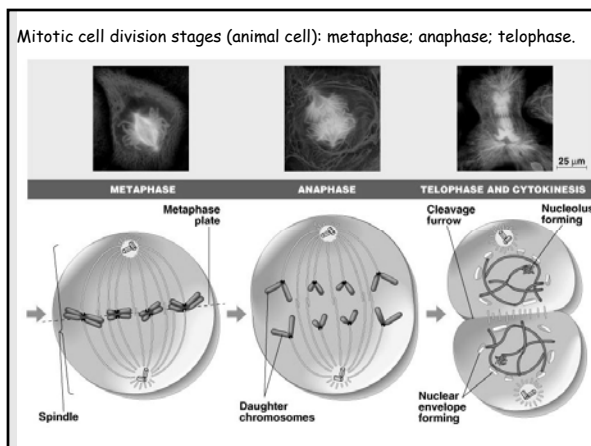 Mitotic cell division stages (animal cell): metaphase; anaphase; telophase.
25 µm
METAPHASE
ANAPHASE
TELOPHASE AND CYTOKINESIS
Metaphase
plate
Cleavage
furrow
Nucleolus
forming
Spindle
Daughter
chromosomes
Nuclear
envelope
forming